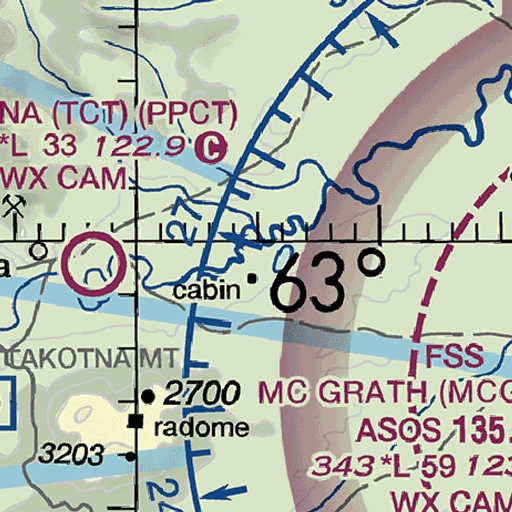 NA (TCT) (PPCT)
*L 33 122.9 C
WX CAM
27
a
cabin
63°
TAKOTNA MT
FSS
2700
MC GRATH (MCG
radome
ASOS 135.
3203
343 *L 59 123
24
WX CAM